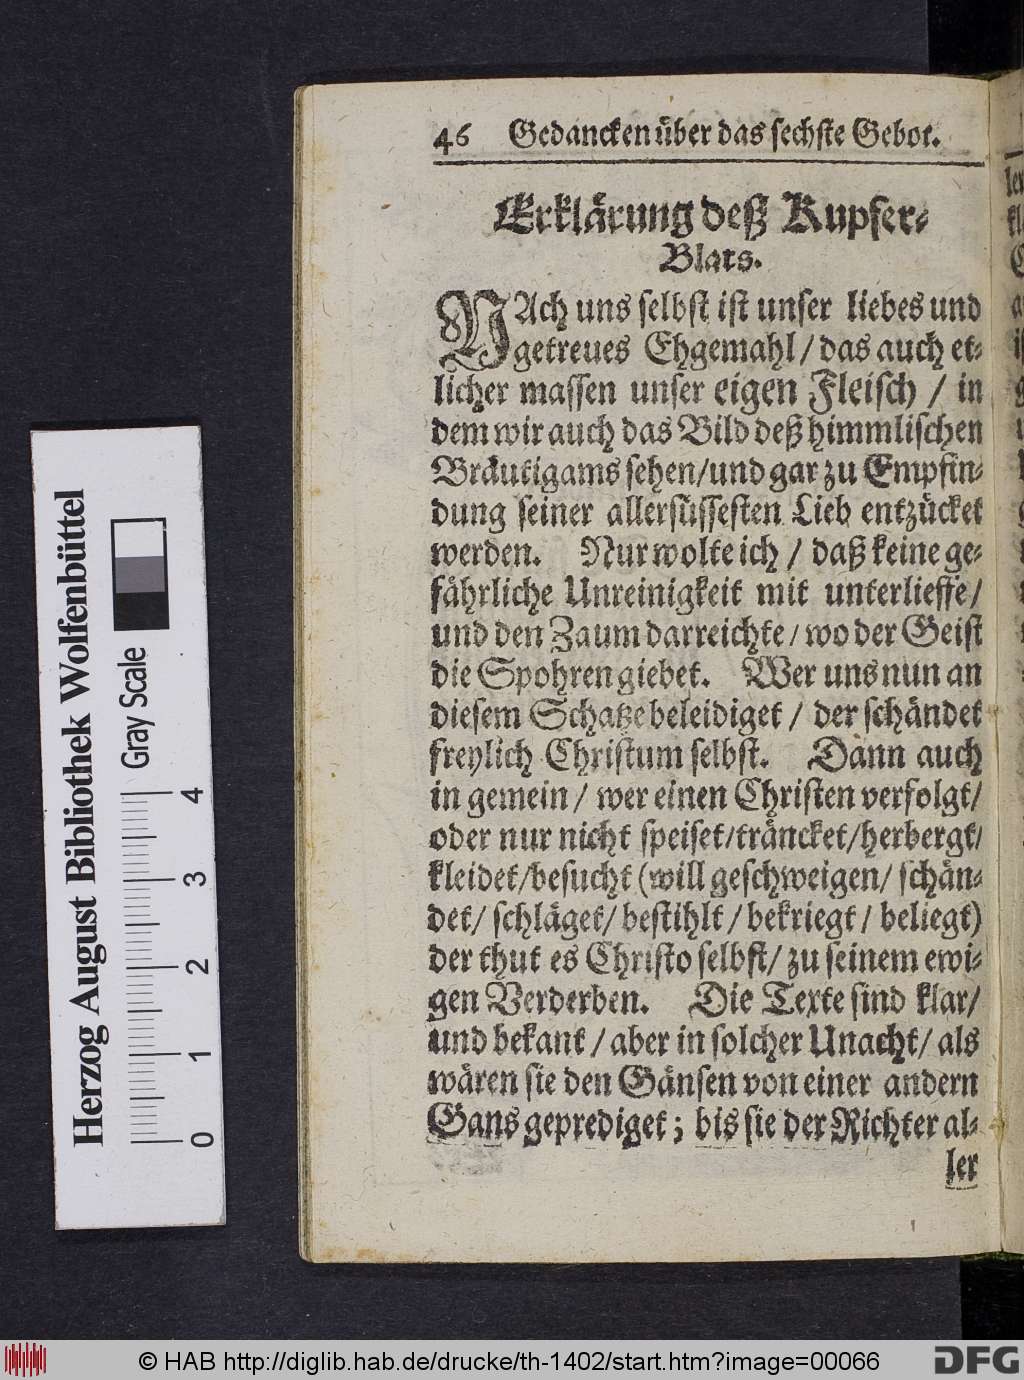 46 Gedancken über das sechste Gebot.
Erklärung deß Kupfer-
Blats.
NAch uns selbst ist unser liebes und
getreues Ehgemahl / das auch et-
licher massen unser eigen Fleisch / in
dem wir auch das Bild deß himmlischen
Bräutigams sehen/und gar zu Empfin-
dung seiner allersüssesten Lieb entzücket
werden. Nur wolte ich / daß keine ge-
fährliche Unreinigkeit mit unterlieffe/
und den Zaum darreichte / wo der Geist
die Spohren giebet. Wer uns nun an
diesem Schatze beleidiget / der schändet
freylich Christum selbst. Dann auch
in gemein / wer einen Christen verfolgt/
oder nur nicht speiset/träncket/herbergt/
kleidet/besucht (will geschweigen/ schän-
det/ schläget/ bestihlt / bekriegt / beliegt)
der thut es Christo selbst/ zu seinem ewi-
gen Verderben. Die Texte sind klar/
und bekant / aber in solcher Unacht/ als
wären sie den Gänsen von einer andern
Gans geprediget; bis sie der Richter al-
ler
Herzog August Bibliothek Wolfenbüttel
Gray Scale
0 1 2 3 4
© HAB http://diglib.hab.de/drucke/th-1402/start.htm?image=00066
DFG